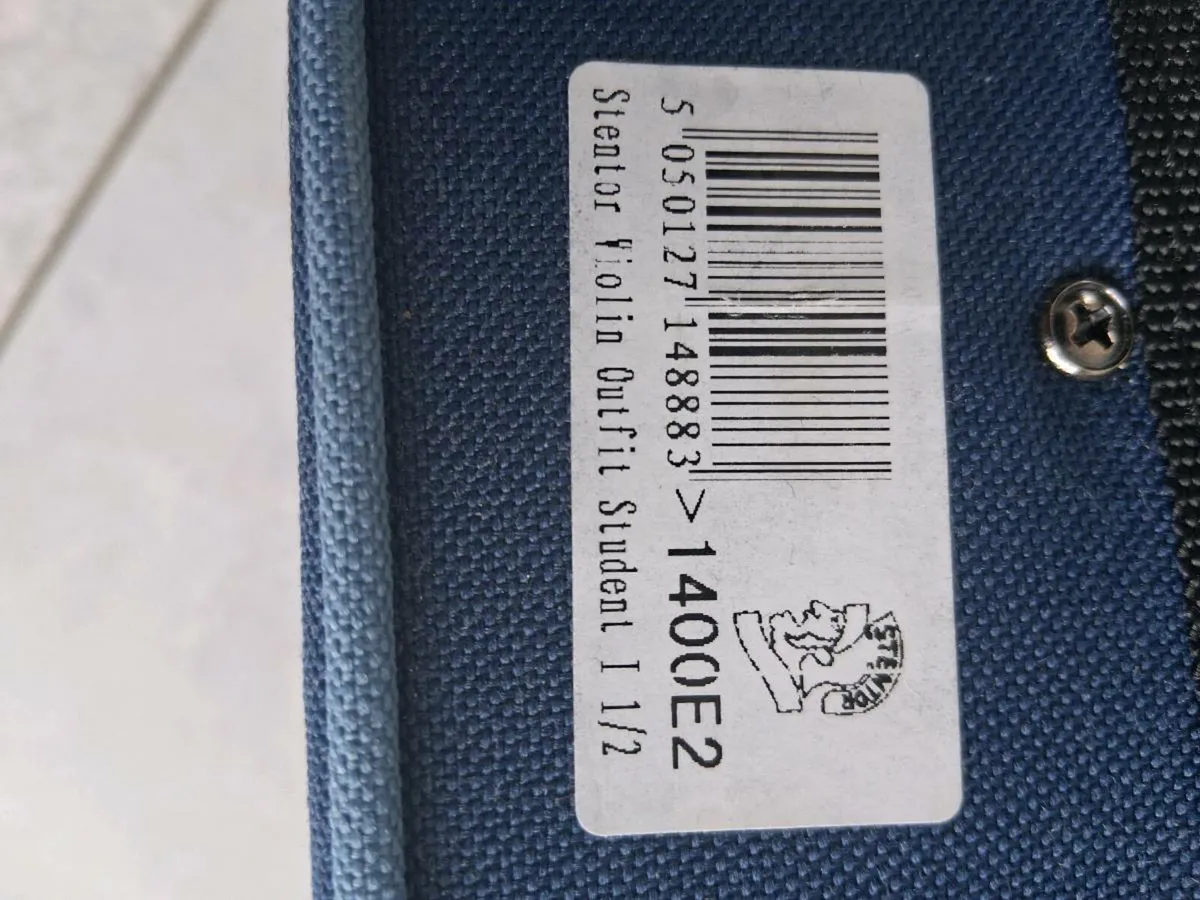 STENTOR
5 050127 148883 > 1400E2
Stentor Violin Outfit Student I 1/2